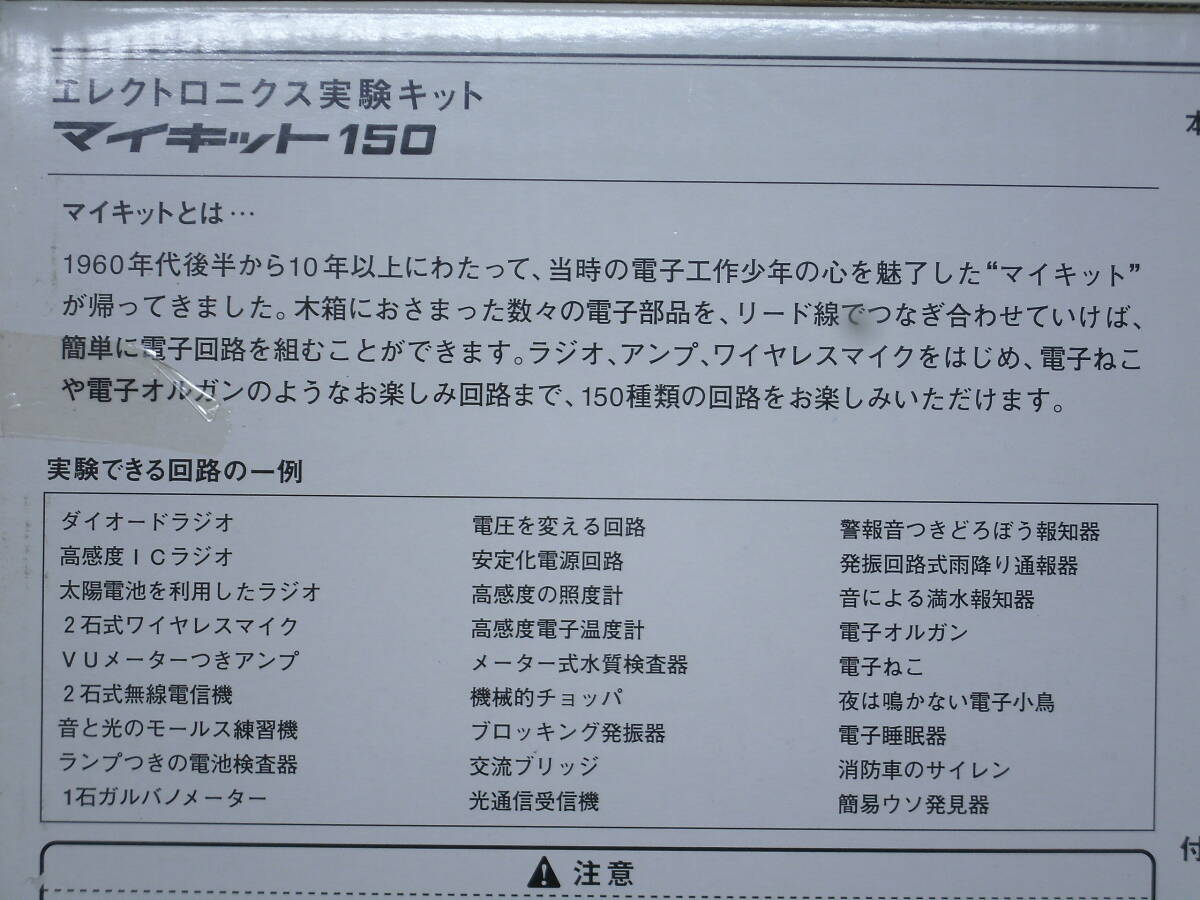 エレクトロニクス実験キット
マイキット150
マイキットとは…
1960年代後半から10年以上にわたって、当時の電子工作少年の心を魅了した“マイキット”
が帰ってきました。木箱におさまった数々の電子部品を、リード線でつなぎ合わせていけば、
簡単に電子回路を組むことができます。ラジオ、アンプ、ワイヤレスマイクをはじめ、電子ねこ
や電子オルガンのようなお楽しみ回路まで、150種類の回路をお楽しみいただけます。
実験できる回路の一例
ダイオードラジオ
高感度ICラジオ
太陽電池を利用したラジオ
2石式ワイヤレスマイク
VUメーターつきアンプ
2石式無線電信機
音と光のモールス練習機
ランプつきの電池検査器
1石ガルバノメーター
電圧を変える回路
安定化電源回路
高感度の照度計
高感度電子温度計
メーター式水質検査器
機械的チョッパ
ブロッキング発振器
交流ブリッジ
光通信受信機
警報音つきどろぼう報知器
発振回路式雨降り通報器
音による満水報知器
電子オルガン
電子ねこ
夜は鳴かない電子小鳥
電子睡眠器
消防車のサイレン
簡易ウソ発見器
注意
付